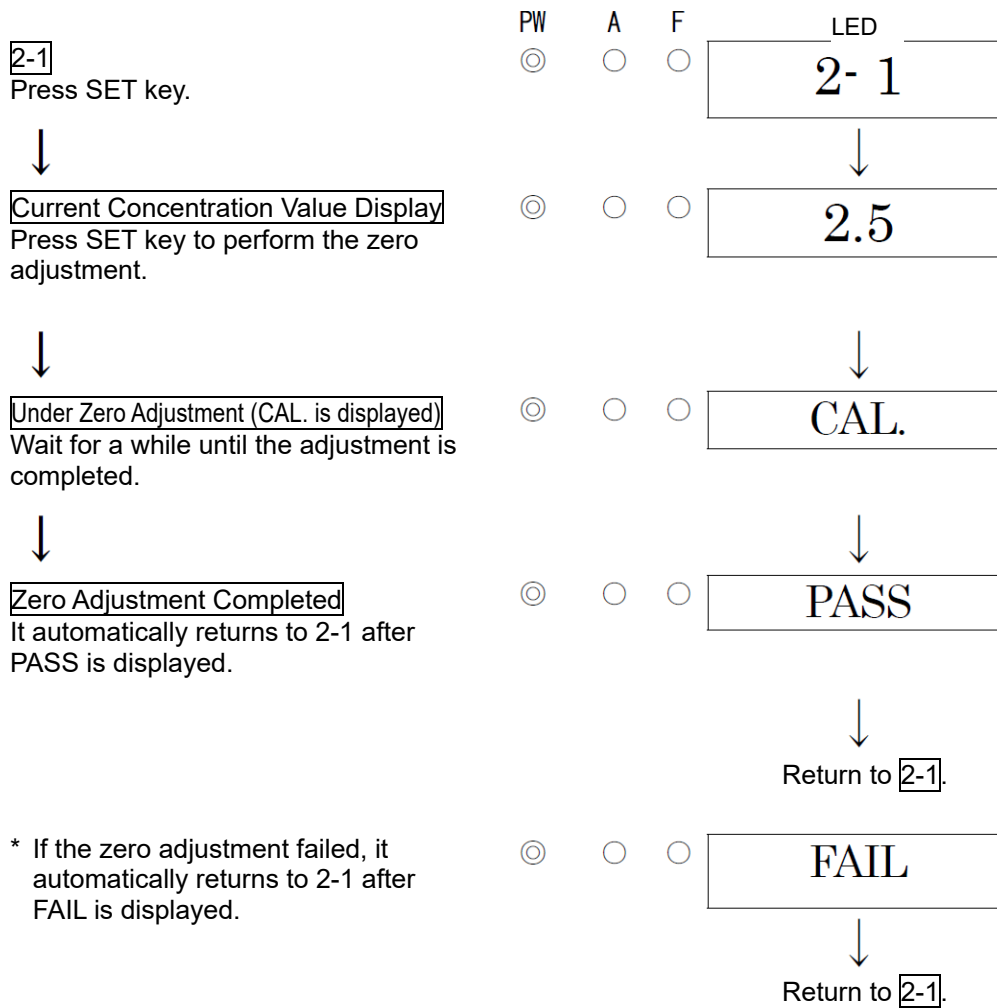 PW A F LED
2-1
Press SET key.
2- 1
Current Concentration Value Display
Press SET key to perform the zero
adjustment.
2.5
Under Zero Adjustment (CAL. is displayed)
Wait for a while until the adjustment is
completed.
CAL.
Zero Adjustment Completed
It automatically returns to 2-1 after
PASS is displayed.
PASS
Return to 2-1.
* If the zero adjustment failed, it
automatically returns to 2-1 after
FAIL is displayed.
FAIL
Return to 2-1.